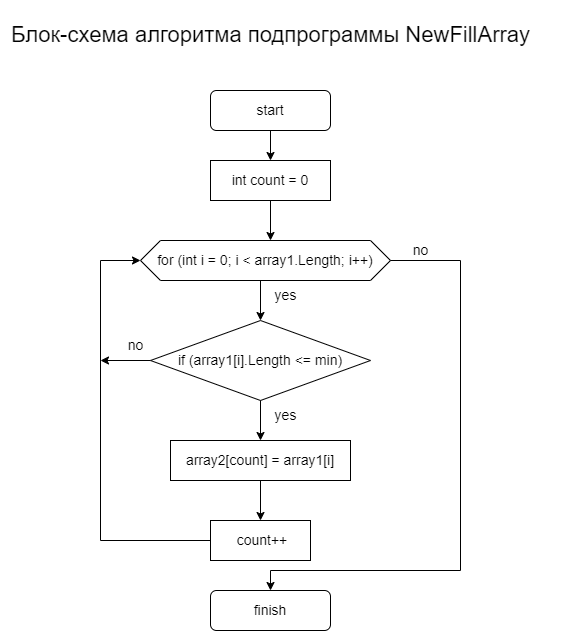 Блок-схема алгоритма подпрограммы NewFillArray
start
int count = 0
for (int i = 0; i < array1.Length; i++)
no
yes
no
if (array1[i].Length <= min)
yes
array2[count] = array1[i]
count++
finish